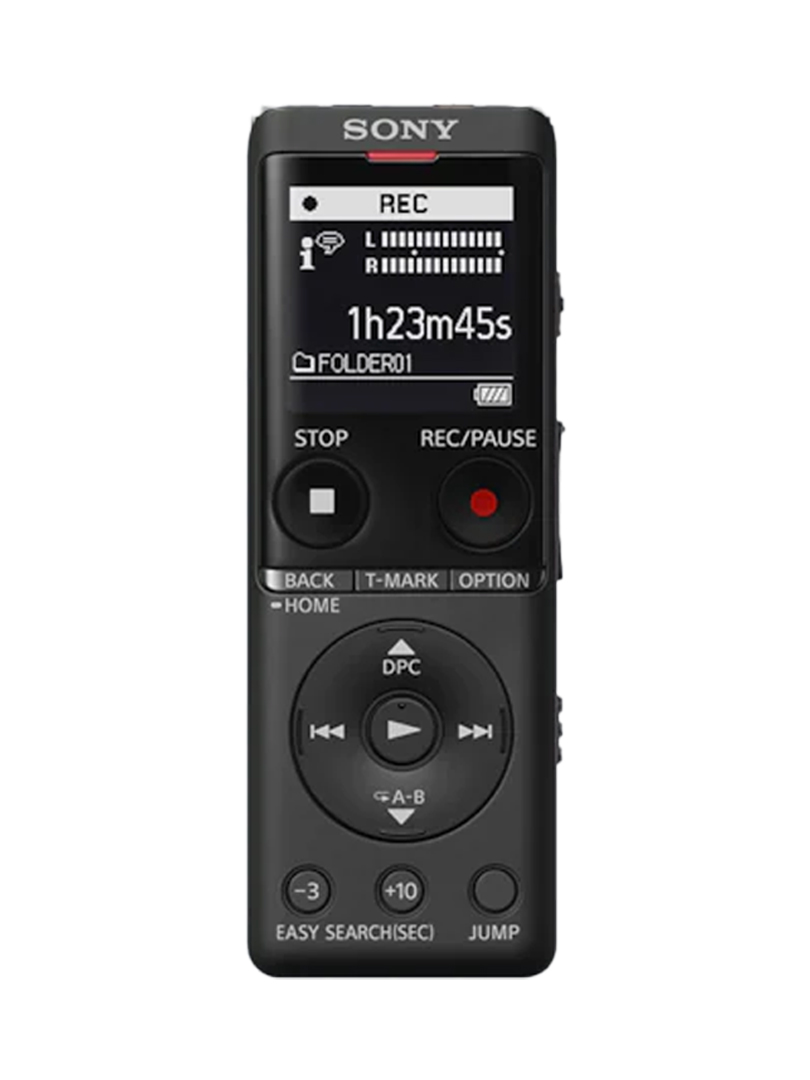 SONY
REC
L
R
1h23m45s
FOLDER01
STOP REC/PAUSE
BACK T-MARK OPTION
HOME
DPC
A-B
-3 +10
EASY SEARCH(SEC) JUMP